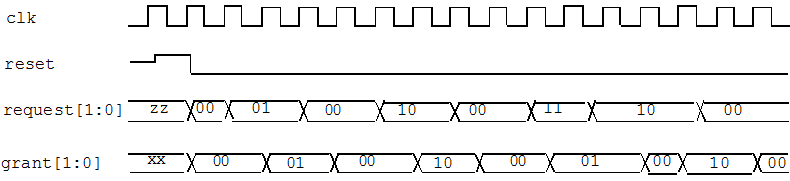 clk
reset
request[1:0] zz 00 01 00 10 00 11 10 00
grant[1:0] xx 00 01 00 10 00 01 00 10 00